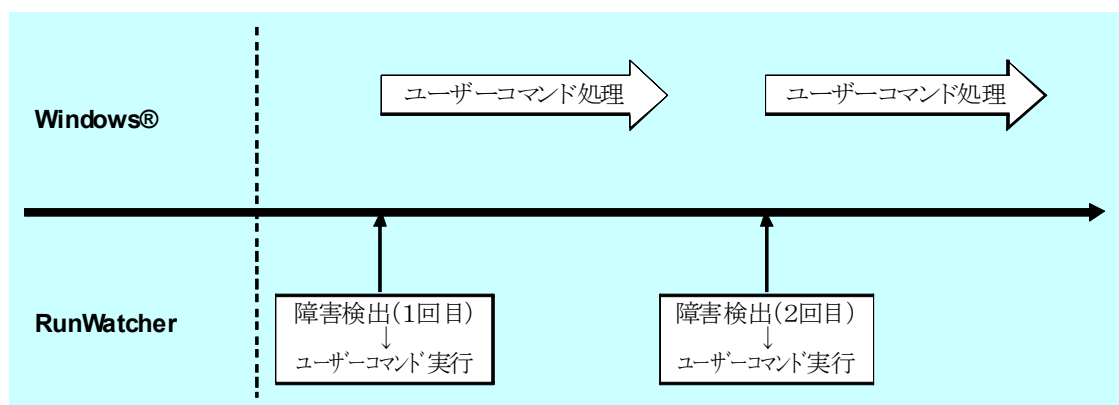 ユーザーコマンド処理
ユーザーコマンド処理
Windows®
RunWatcher
障害検出(1回目)
↓
ユーザーコマンド実行
障害検出(2回目)
↓
ユーザーコマンド実行